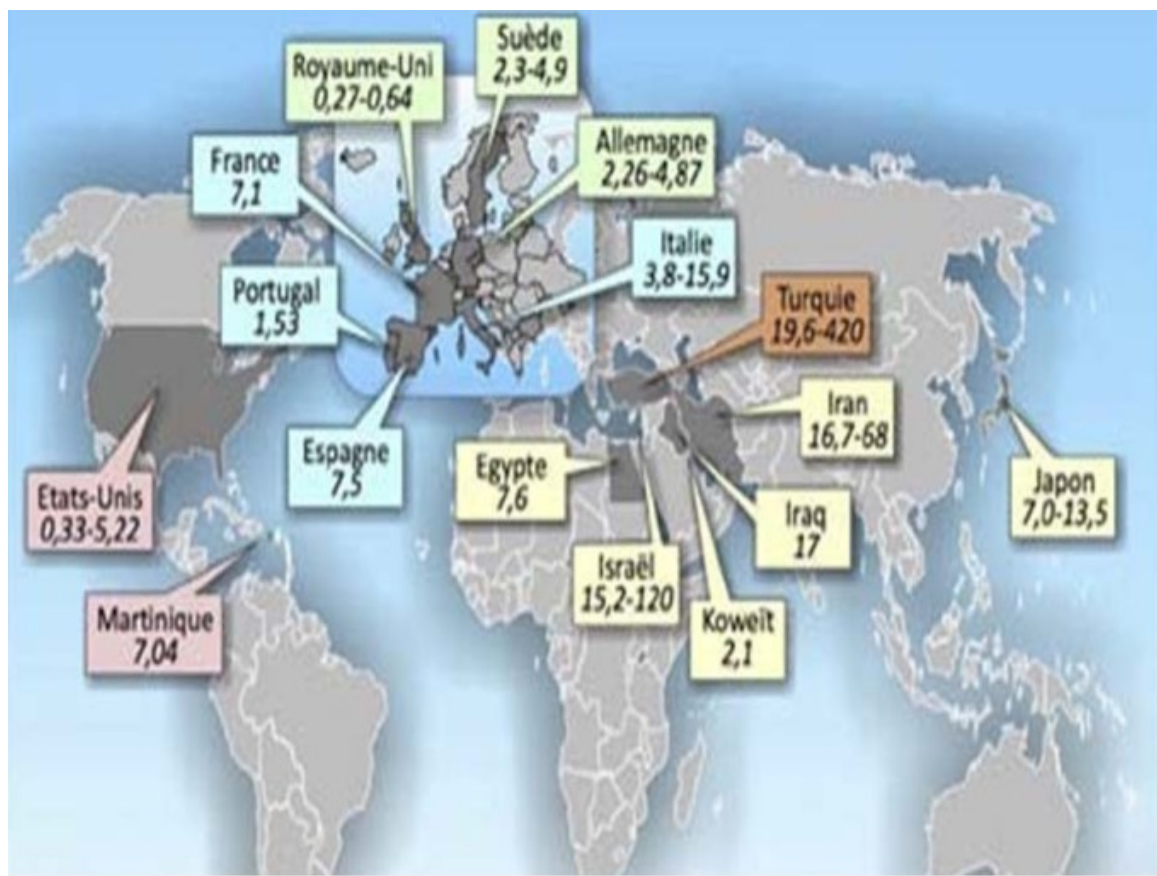 Suède
2,3-4,9
Royaume-Uni
0,27-0,64
Allemagne
2,26-4,87
France
7,1
Italie
3,8-15,9
Portugal
1,53
Turquie
19,6-420
Iran
16,7-68
Espagne
7,5
Egypte
7,6
Etats-Unis
0,33-5,22
Japon
7,0-13,5
Iraq
17
Israël
15,2-120
Koweït
2,1
Martinique
7,04